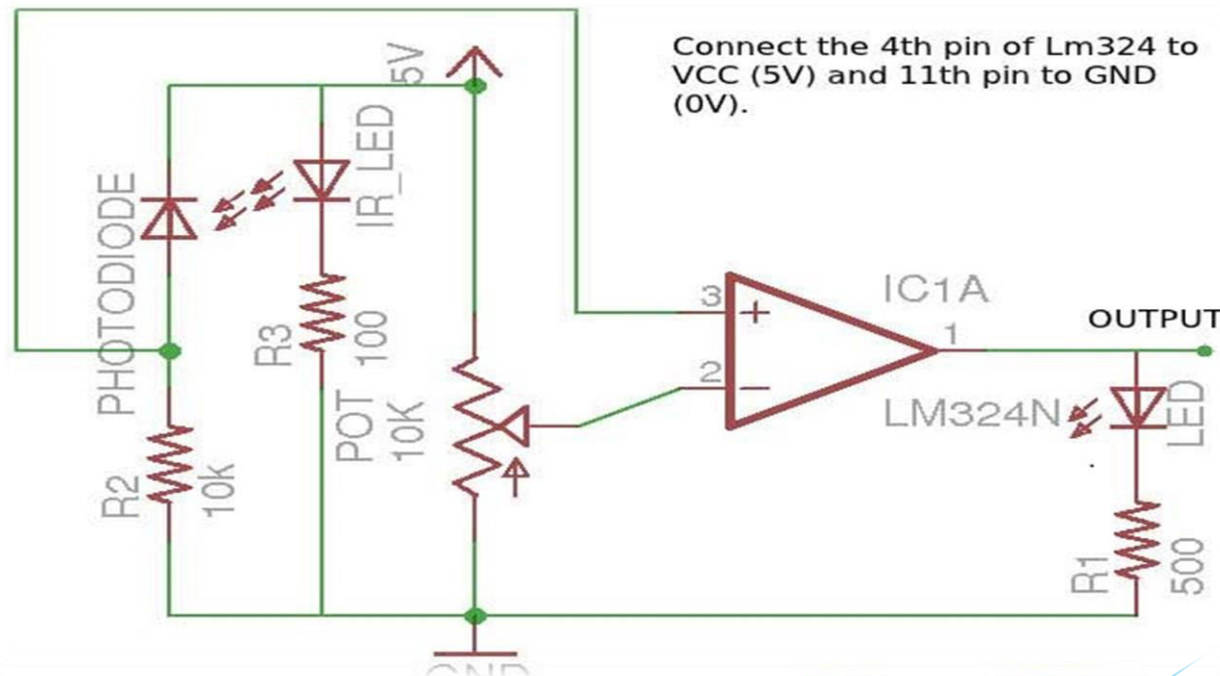 Connect the 4th pin of Lm324 to
VCC (5V) and 11th pin to GND
(0V).
5V
PHOTODIODE
IR_LED
R3
100
POT
10K
R2
10k
3
2
1
IC1A
LM324N
OUTPUT
LED
R1
500
GND